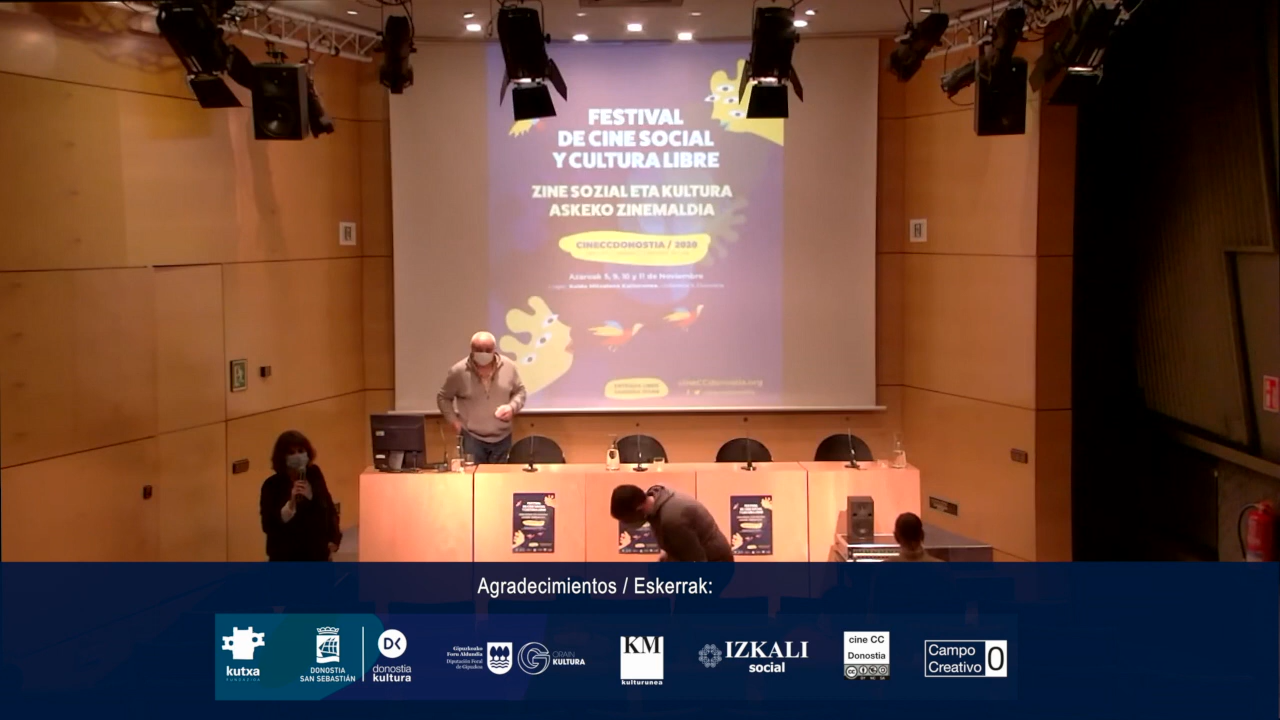 FESTIVAL
DE CINE SOCIAL
Y CULTURA LIBRE
ZINE SOZIAL ETA KULTURA
ASKEKO ZINEMALDIA
CINECCDONOSTIA / 2020
Azaroak 5, 9, 10 y 11 de Noviembre
cineCCdonostia.org
Agradecimientos / Eskerrak:
kutxa
FUNDAZIOA
DONOSTIA
SAN SEBASTIÁN
DK
donostia
kultura
Gipuzkoako
Foru Aldundia
Diputación Foral
de Gipuzkoa
ORAIN
KULTURA
KM
kulturunea
IZKALI
social
cine CC
Donostia
Campo
Creativo 0